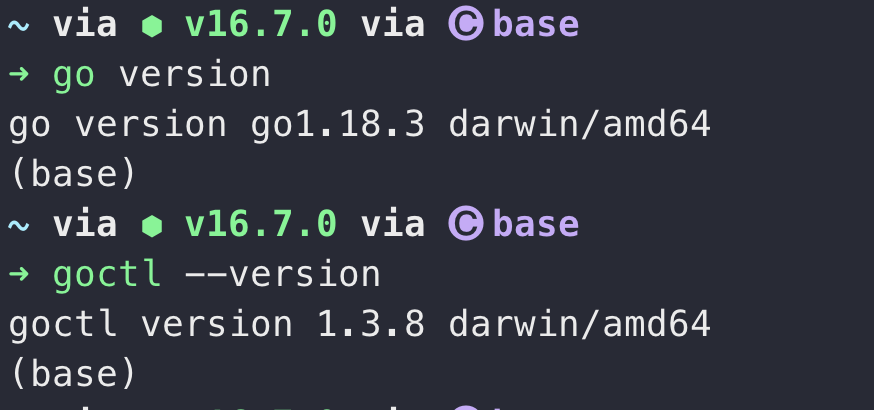 ~ via ⬢ v16.7.0 via Ⓒ base
→ go version
go version go1.18.3 darwin/amd64
(base)
~ via ⬢ v16.7.0 via Ⓒ base
→ goctl --version
goctl version 1.3.8 darwin/amd64
(base)